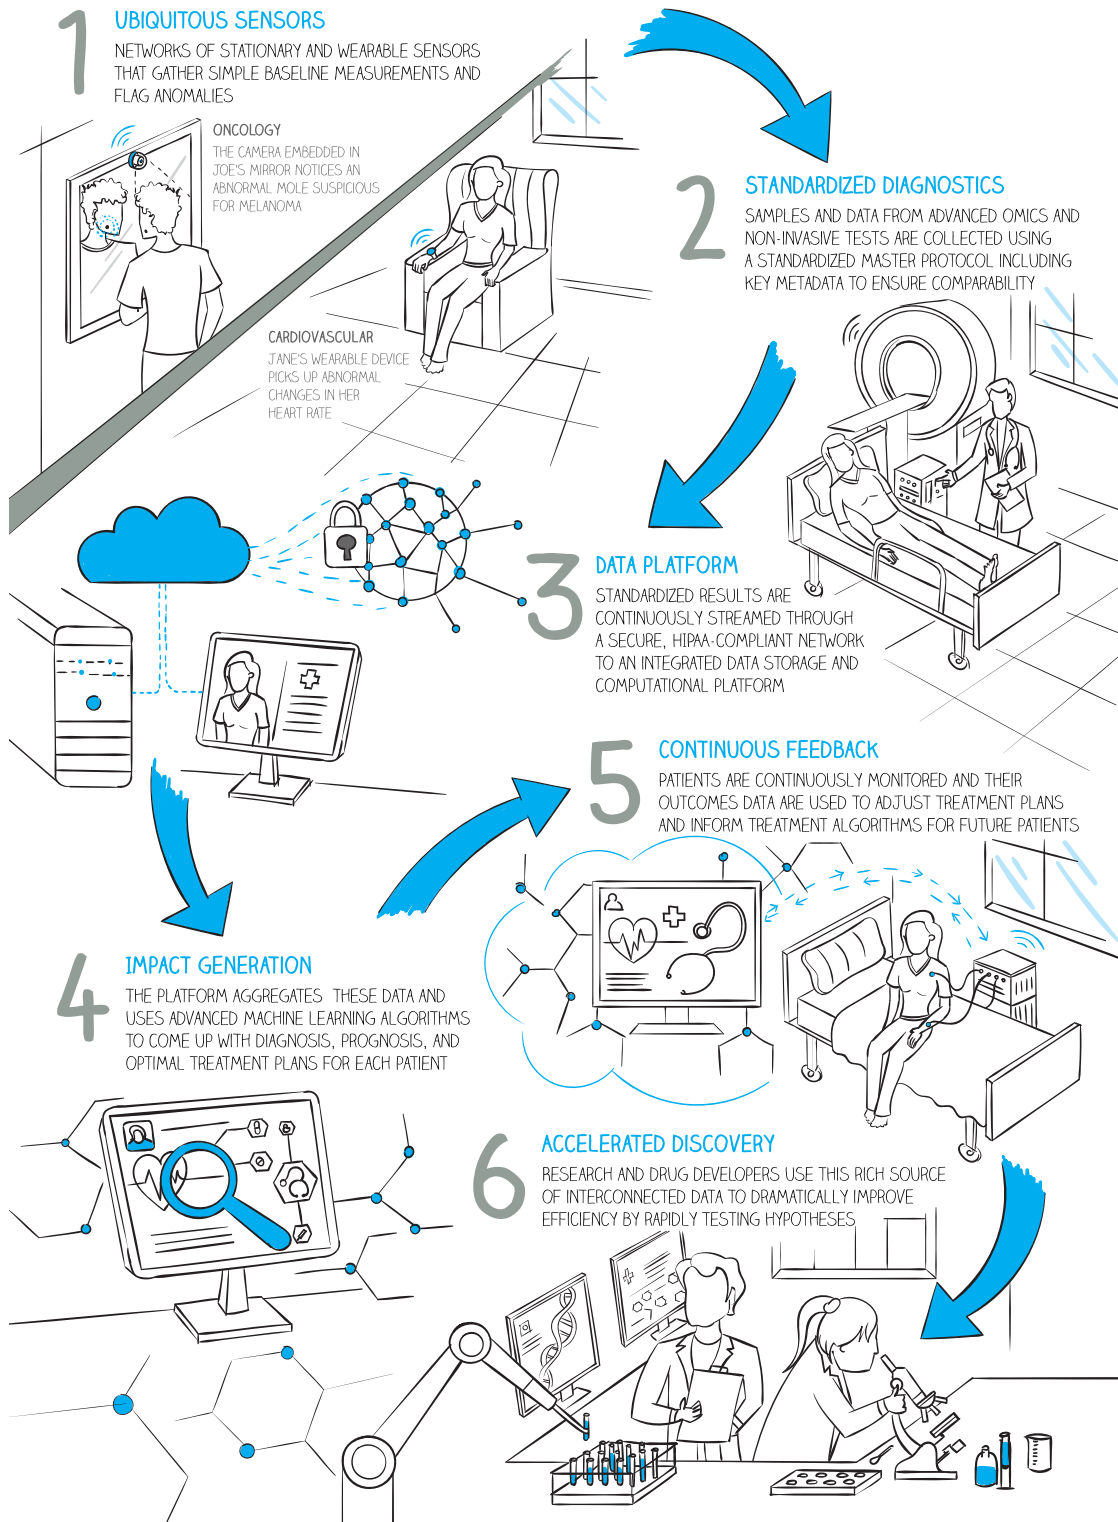 1
UBIQUITOUS SENSORS
NETWORKS OF STATIONARY AND WEARABLE SENSORS
THAT GATHER SIMPLE BASELINE MEASUREMENTS AND
FLAG ANOMALIES
ONCOLOGY
THE CAMERA EMBEDDED IN
JOE'S MIRROR NOTICES AN
ABNORMAL MOLE SUSPICIOUS
FOR MELANOMA
CARDIOVASCULAR
JANE'S WEARABLE DEVICE
PICKS UP ABNORMAL
CHANGES IN HER
HEART RATE
2
STANDARDIZED DIAGNOSTICS
SAMPLES AND DATA FROM ADVANCED OMICS AND
NON-INVASIVE TESTS ARE COLLECTED USING
A STANDARDIZED MASTER PROTOCOL INCLUDING
KEY METADATA TO ENSURE COMPARABILITY
3
DATA PLATFORM
STANDARDIZED RESULTS ARE
CONTINUOUSLY STREAMED THROUGH
A SECURE, HIPAA-COMPLIANT NETWORK
TO AN INTEGRATED DATA STORAGE AND
COMPUTATIONAL PLATFORM
4
IMPACT GENERATION
THE PLATFORM AGGREGATES THESE DATA AND
USES ADVANCED MACHINE LEARNING ALGORITHMS
TO COME UP WITH DIAGNOSIS, PROGNOSIS, AND
OPTIMAL TREATMENT PLANS FOR EACH PATIENT
5
CONTINUOUS FEEDBACK
PATIENTS ARE CONTINUOUSLY MONITORED AND THEIR
OUTCOMES DATA ARE USED TO ADJUST TREATMENT PLANS
AND INFORM TREATMENT ALGORITHMS FOR FUTURE PATIENTS
6
ACCELERATED DISCOVERY
RESEARCH AND DRUG DEVELOPERS USE THIS RICH SOURCE
OF INTERCONNECTED DATA TO DRAMATICALLY IMPROVE
EFFICIENCY BY RAPIDLY TESTING HYPOTHESES